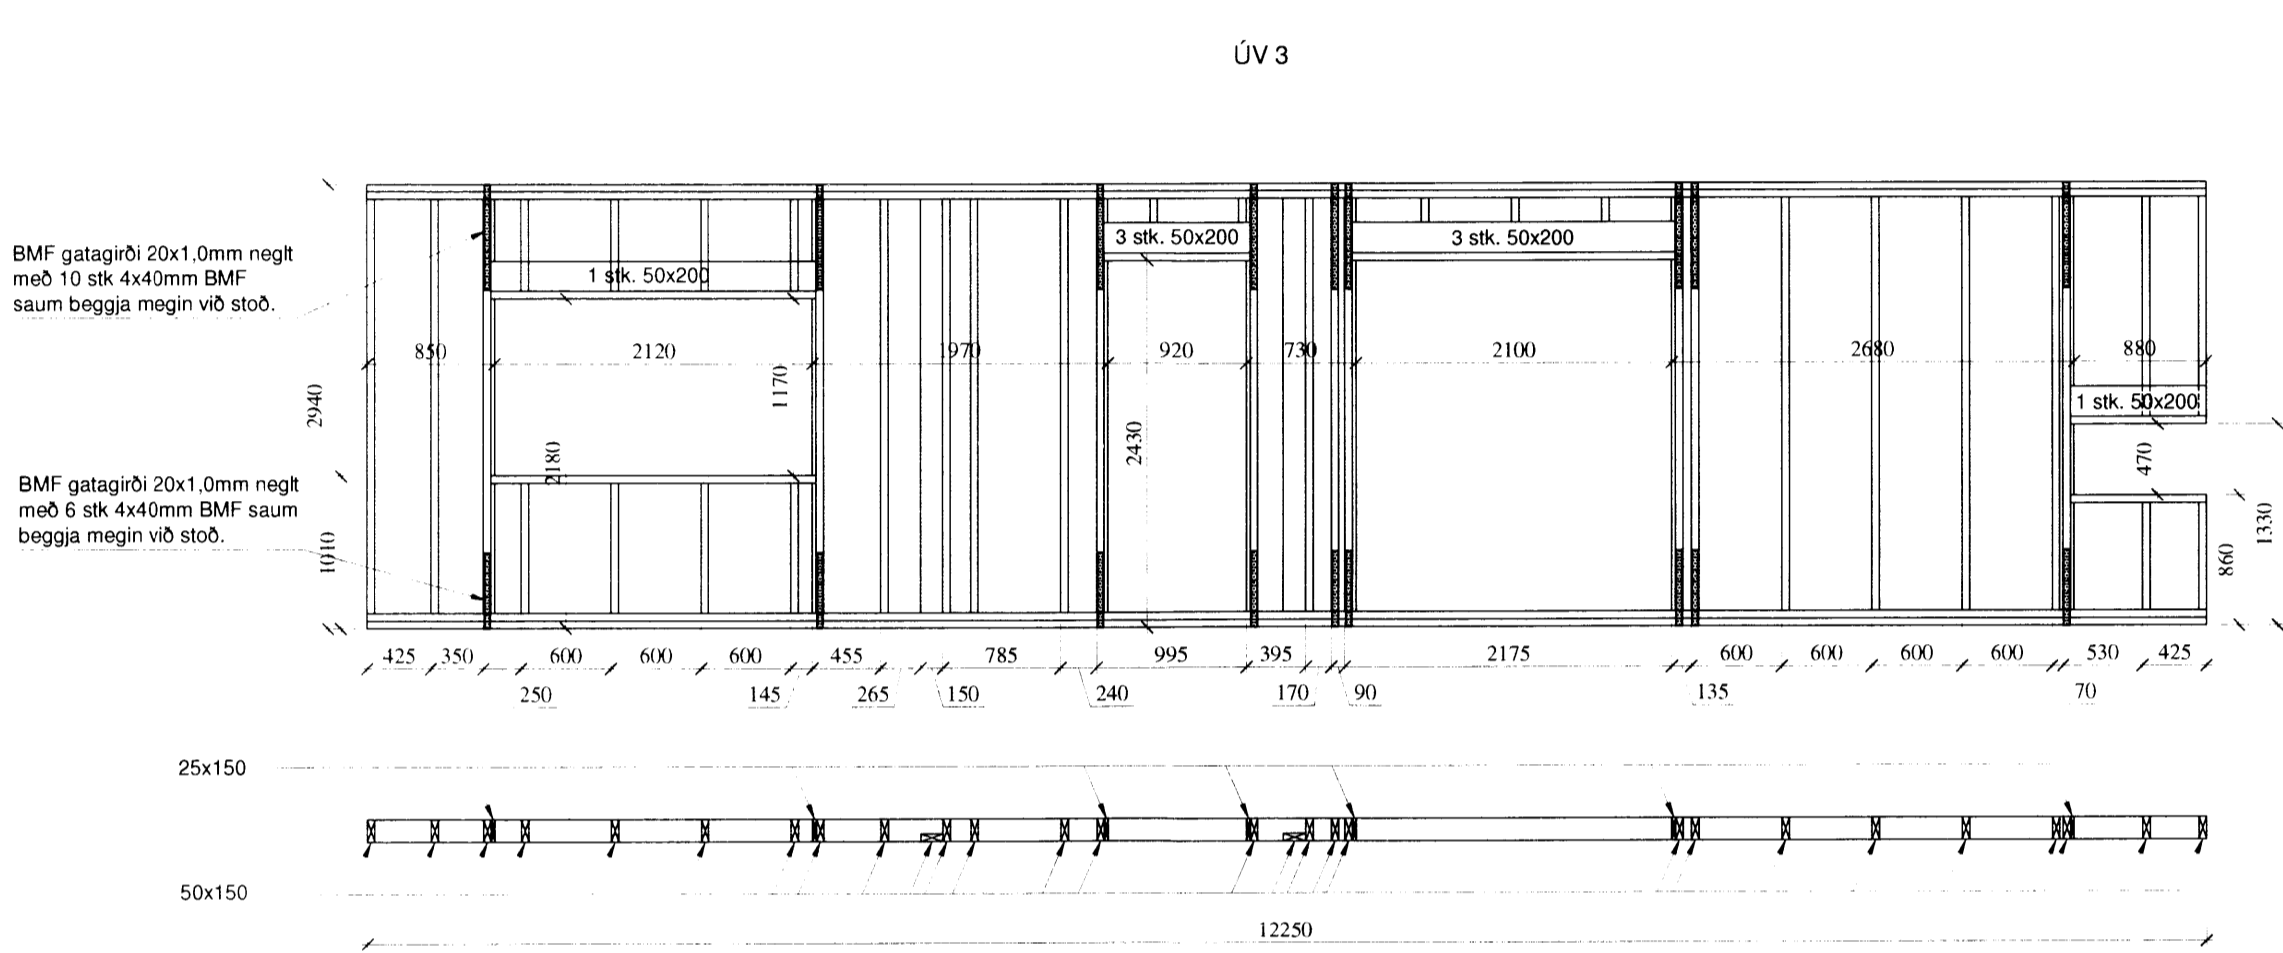 ÚV 3
BMF gatagirði 20x1,0mm neglt
með 10 stk 4x40mm BMF
saum beggja megin við stoð.
3 stk. 50x200
3 stk. 50x200
1 stk. 50x200
850
2120
1970
920
730
2100
2680
880
1170
2940
1 stk. 50x200
2180
2430
470
BMF gatagirði 20x1,0mm neglt
með 6 stk 4x40mm BMF saum
beggja megin við stoð.
1010
1330
860
425 350 600 600 600 455 785 995 395 2175 600 600 600 600 530 425
250 145 265 150 240 170 90 135 70
25x150
50x150
12250